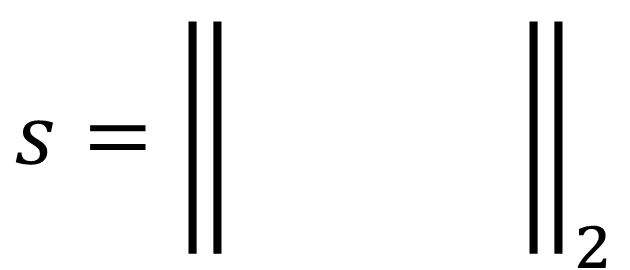 s = ‖ ‖₂